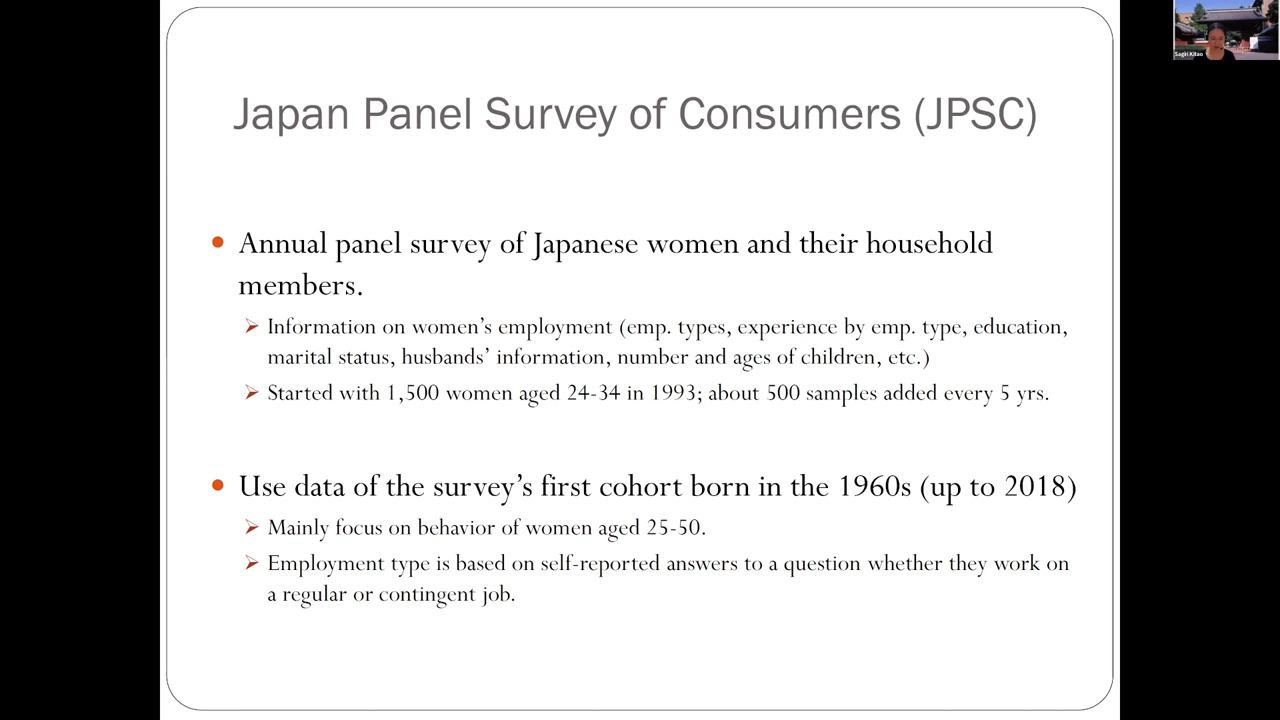 Japan Panel Survey of Consumers (JPSC)
Sagiri Kitao
• Annual panel survey of Japanese women and their household
members.
➢ Information on women's employment (emp. types, experience by emp. type, education,
marital status, husbands' information, number and ages of children, etc.)
➢ Started with 1,500 women aged 24-34 in 1993; about 500 samples added every 5 yrs.
• Use data of the survey's first cohort born in the 1960s (up to 2018)
➢ Mainly focus on behavior of women aged 25-50.
➢ Employment type is based on self-reported answers to a question whether they work on
a regular or contingent job.